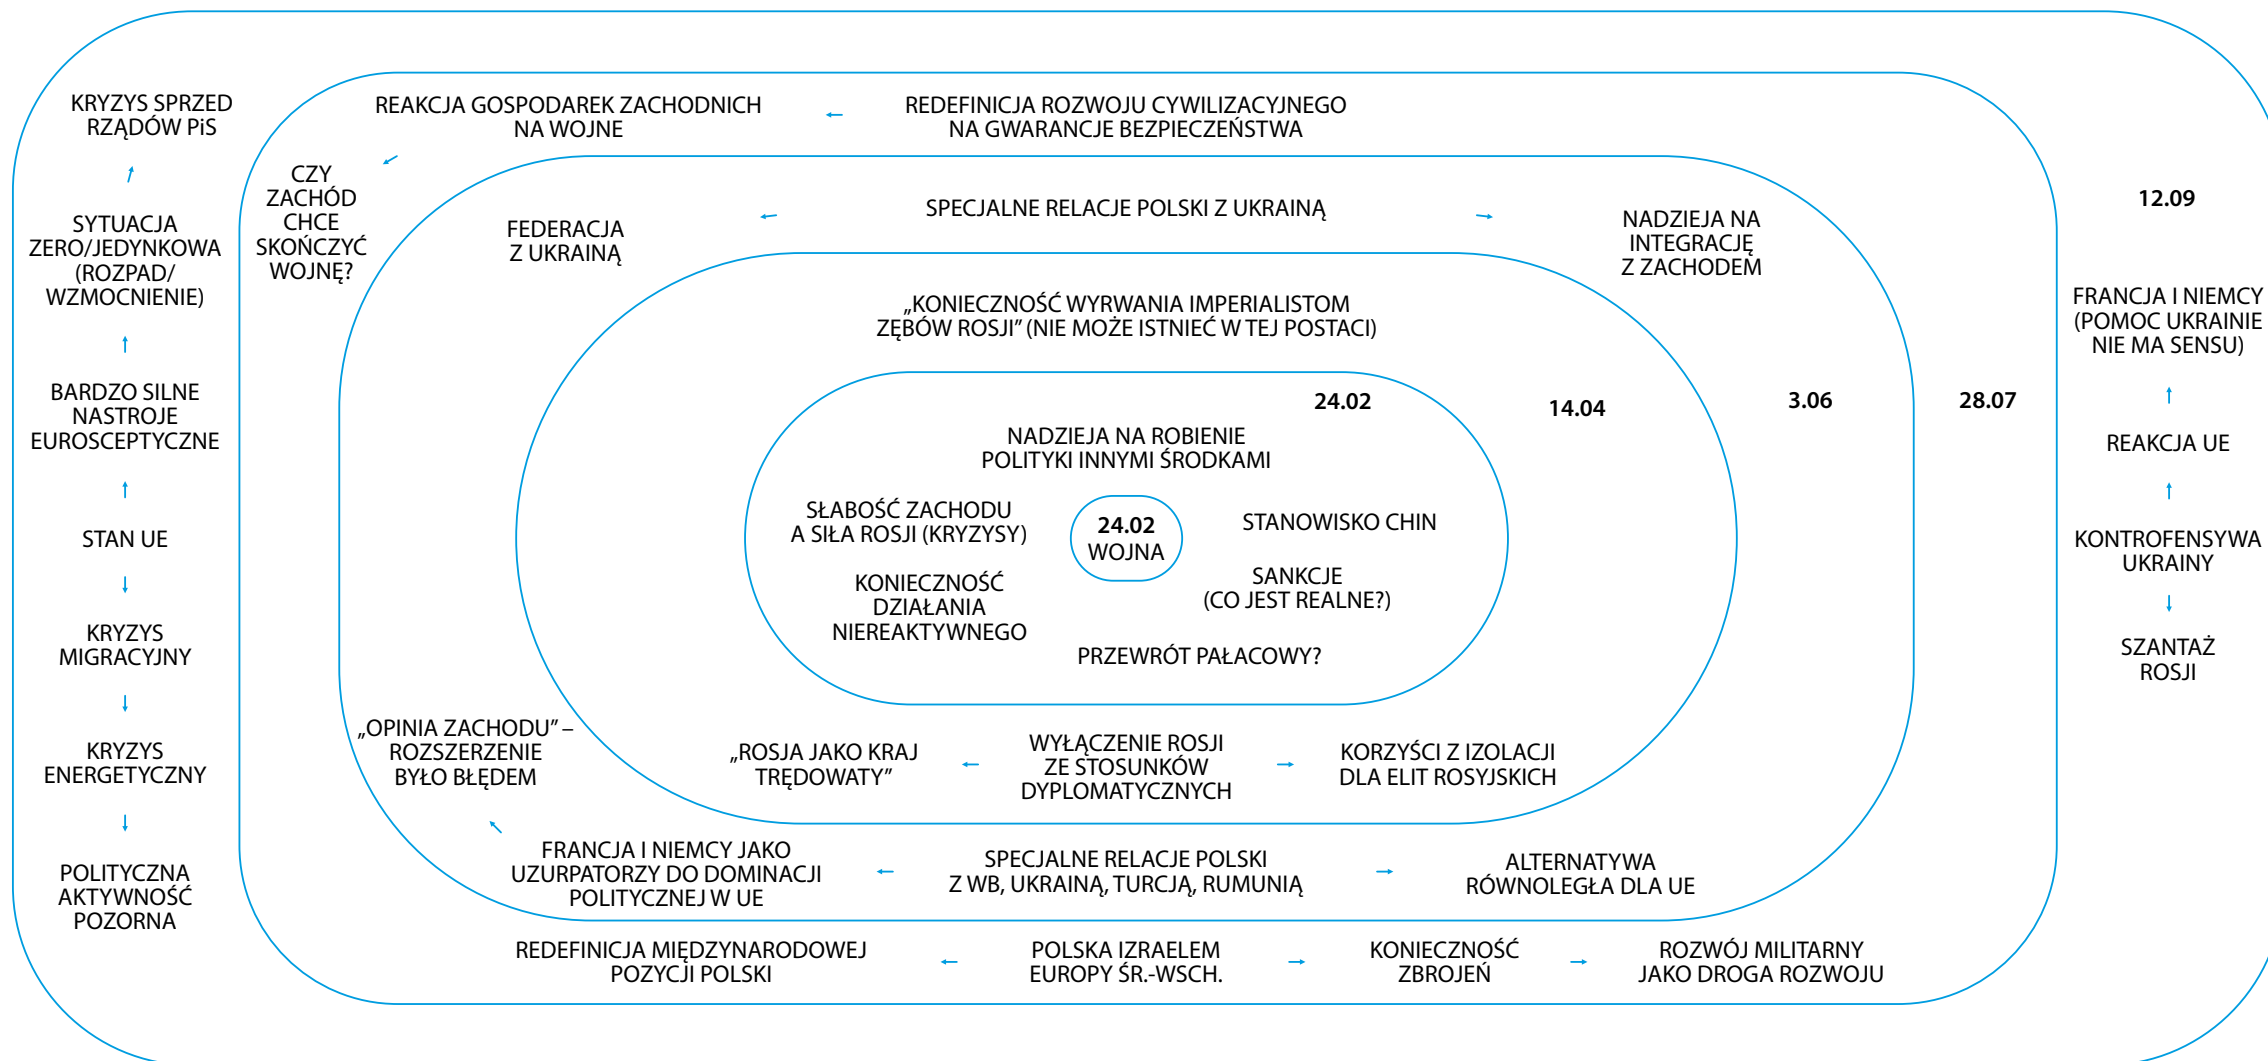 KRYZYS SPRZED
RZĄDÓW PiS
SYTUACJA
ZERO/JEDYNKOWA
(ROZPAD/
WZMOCNIENIE)
BARDZO SILNE
NASTROJE
EUROSCEPTYCZNE
STAN UE
KRYZYS
MIGRACYJNY
KRYZYS
ENERGETYCZNY
POLITYCZNA
AKTYWNOŚĆ
POZORNA
REAKCJA GOSPODAREK ZACHODNICH
NA WOJNE
REDEFINICJA ROZWOJU CYWILIZACYJNEGO
NA GWARANCJE BEZPIECZEŃSTWA
CZY
ZACHÓD
CHCE
SKOŃCZYĆ
WOJNĘ?
FEDERACJA
Z UKRAINĄ
SPECJALNE RELACJE POLSKI Z UKRAINĄ
NADZIEJA NA
INTEGRACJĘ
Z ZACHODEM
„KONIECZNOŚĆ WYRWANIA IMPERIALISTOM
ZĘBÓW ROSJI” (NIE MOŻE ISTNIEĆ W TEJ POSTACI)
24.02
14.04
3.06
28.07
12.09
NADZIEJA NA ROBIENIE
POLITYKI INNYMI ŚRODKAMI
SŁABOŚĆ ZACHODU
A SIŁA ROSJI (KRYZYSY)
24.02
WOJNA
STANOWISKO CHIN
KONIECZNOŚĆ
DZIAŁANIA
NIEREAKTYWNEGO
SANKCJE
(CO JEST REALNE?)
PRZEWRÓT PAŁACOWY?
„OPINIA ZACHODU” –
ROZSZERZENIE
BYŁO BŁĘDEM
„ROSJA JAKO KRAJ
TRĘDOWATY”
WYŁĄCZENIE ROSJI
ZE STOSUNKÓW
DYPLOMATYCZNYCH
KORZYŚCI Z IZOLACJI
DLA ELIT ROSYJSKICH
FRANCJA I NIEMCY JAKO
UZURPATORZY DO DOMINACJI
POLITYCZNEJ W UE
SPECJALNE RELACJE POLSKI
Z WB, UKRAINĄ, TURCJĄ, RUMUNIĄ
ALTERNATYWA
RÓWNOLEGŁA DLA UE
REDEFINICJA MIĘDZYNARODOWEJ
POZYCJI POLSKI
POLSKA IZRAELEM
EUROPY ŚR.-WSCH.
KONIECZNOŚĆ
ZBROJEŃ
ROZWÓJ MILITARNY
JAKO DROGA ROZWOJU
FRANCJA I NIEMCY
(POMOC UKRAINIE
NIE MA SENSU)
REAKCJA UE
KONTROFENSYWA
UKRAINY
SZANTAŻ
ROSJI